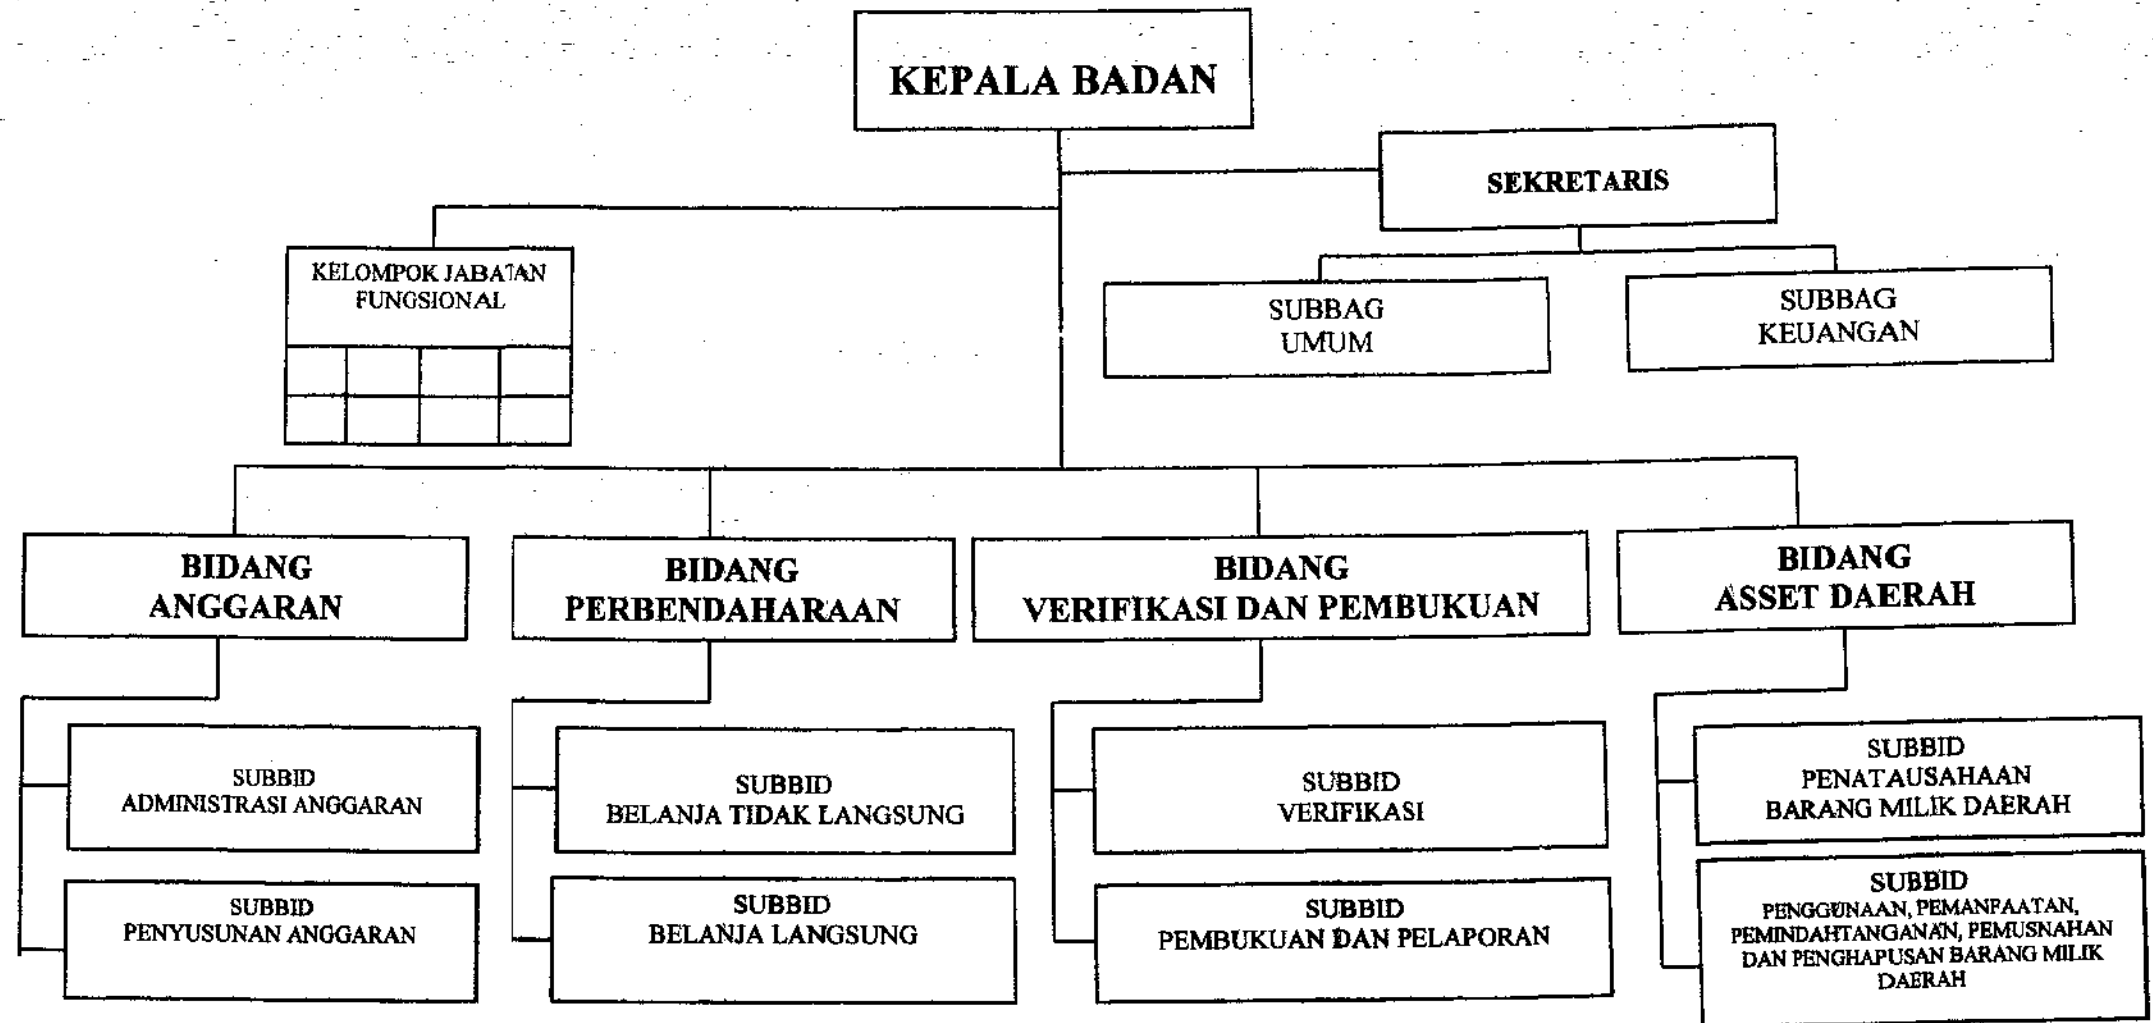 KEPALA BADAN
SEKRETARIS
KELOMPOK JABATAN
FUNGSIONAL
SUBBAG
UMUM
SUBBAG
KEUANGAN
BIDANG
ANGGARAN
BIDANG
PERBENDAHARAAN
BIDANG
VERIFIKASI DAN PEMBUKUAN
BIDANG
ASSET DAERAH
SUBBID
ADMINISTRASI ANGGARAN
SUBBID
BELANJA TIDAK LANGSUNG
SUBBID
VERIFIKASI
SUBBID
PENATAUSAHAAN
BARANG MILIK DAERAH
SUBBID
PENYUSUNAN ANGGARAN
SUBBID
BELANJA LANGSUNG
SUBBID
PEMBUKUAN DAN PELAPORAN
SUBBID
PENGGUNAAN, PEMANFAATAN,
PEMINDAHTANGANAN, PEMUSNAHAN
DAN PENGHAPUSAN BARANG MILIK
DAERAH